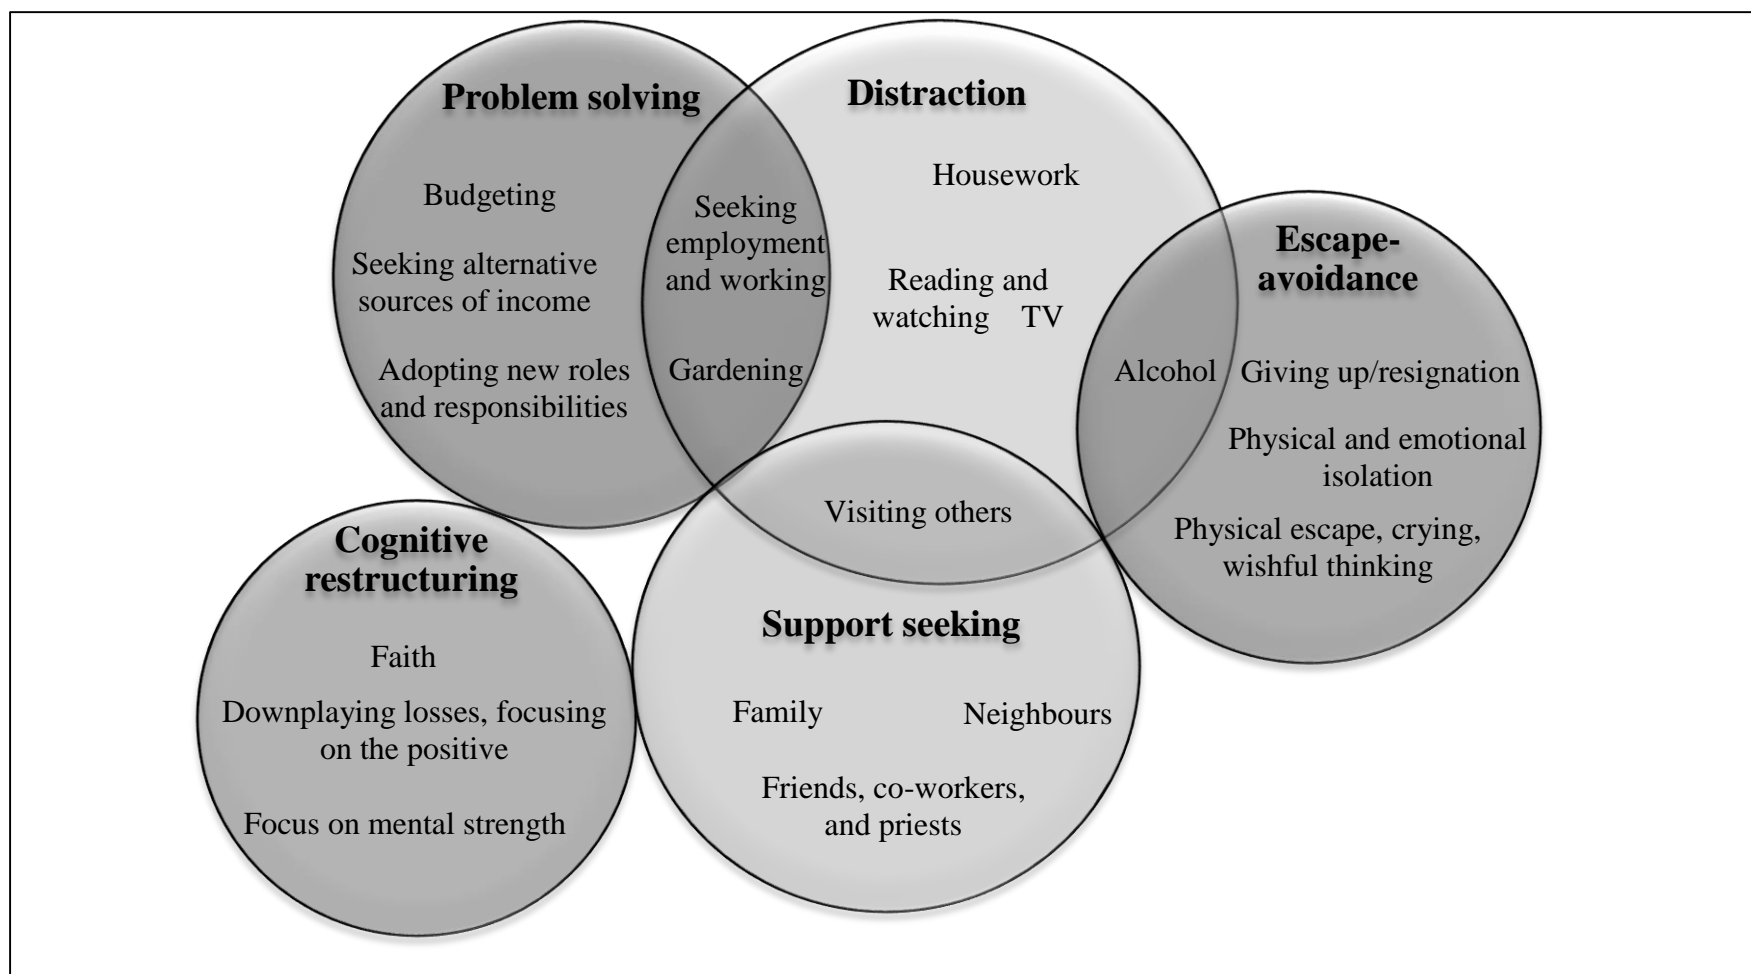 Problem solving
Budgeting
Seeking alternative
sources of income
Adopting new roles
and responsibilities
Seeking
employment
and working
Gardening
Distraction
Housework
Reading and
watching TV
Escape-
avoidance
Alcohol
Giving up/resignation
Physical and emotional
isolation
Physical escape, crying,
wishful thinking
Visiting others
Cognitive
restructuring
Faith
Downplaying losses, focusing
on the positive
Focus on mental strength
Support seeking
Family
Neighbours
Friends, co-workers,
and priests